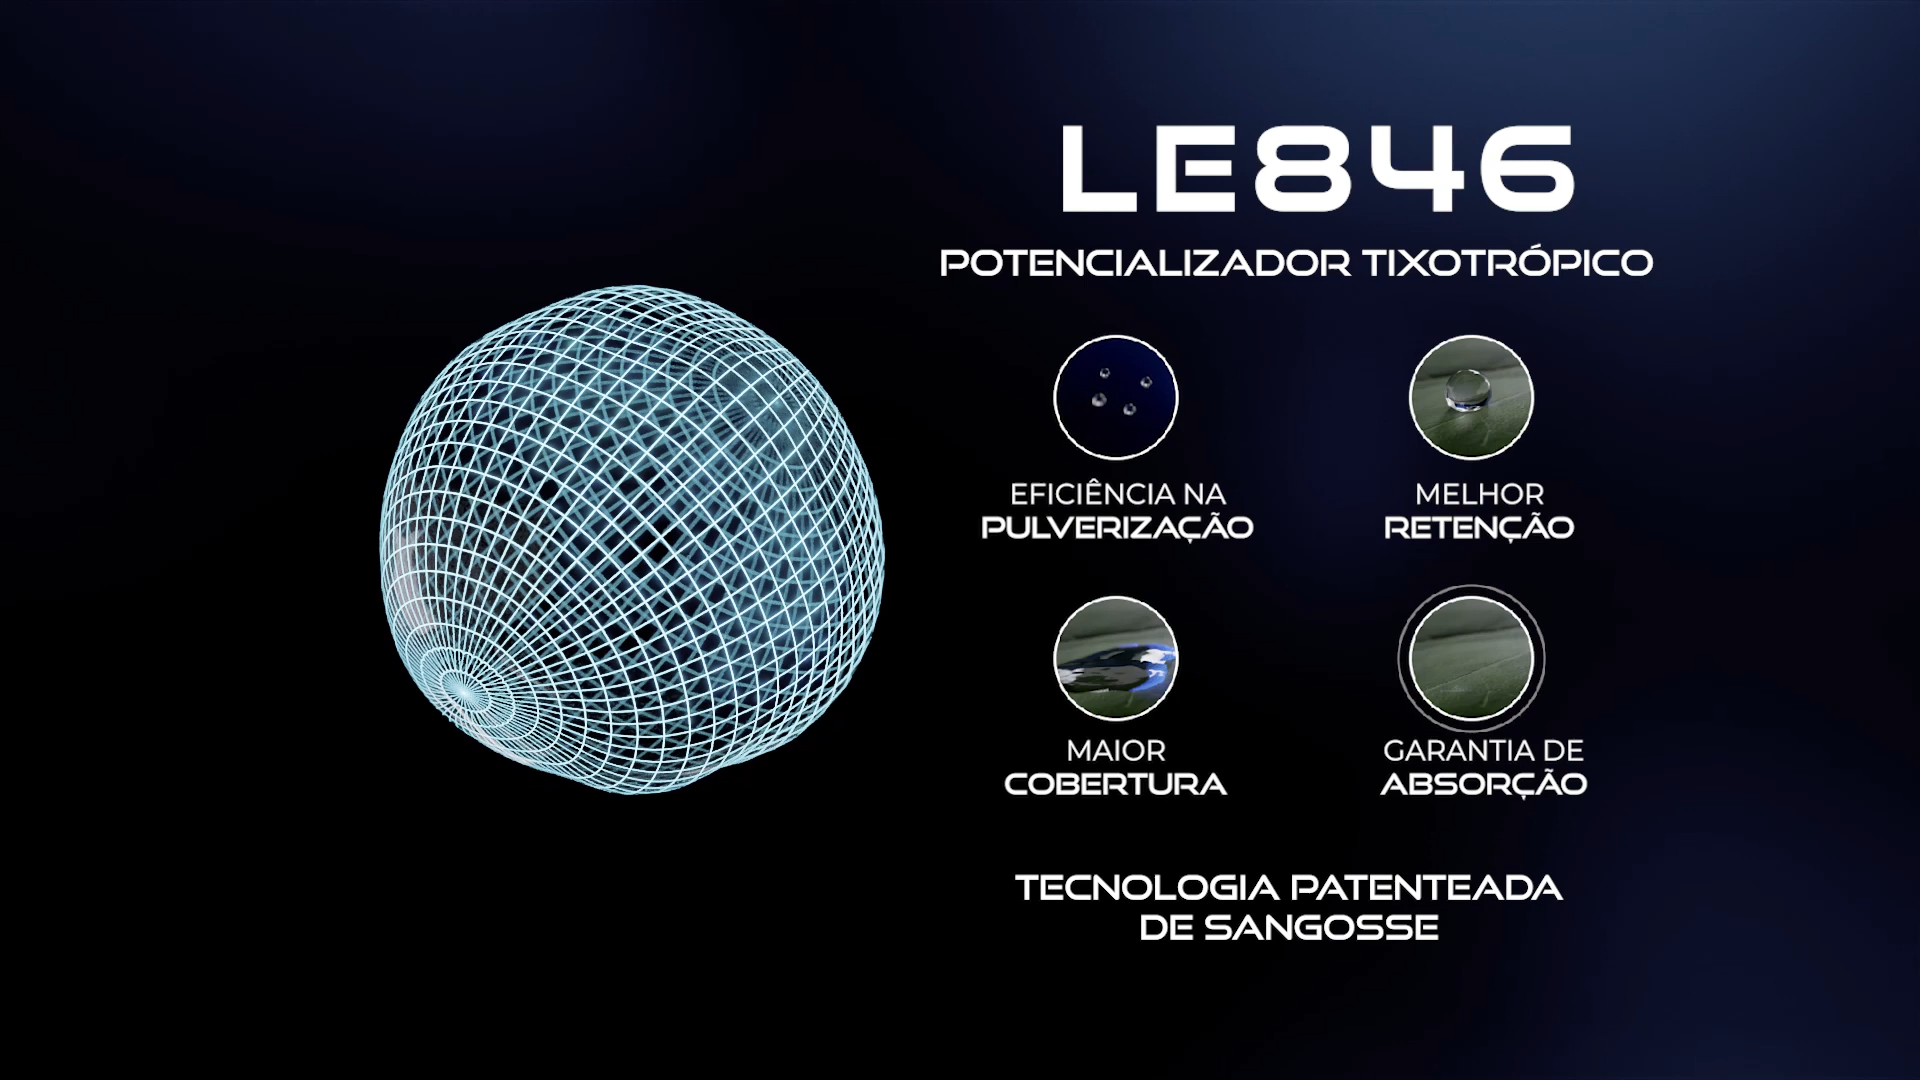 LE846
POTENCIALIZADOR TIXOTRÓPICO
EFICIÊNCIA NA
PULVERIZAÇÃO
MELHOR
RETENÇÃO
MAIOR
COBERTURA
GARANTIA DE
ABSORÇÃO
TECNOLOGIA PATENTEADA
DE SANGOSSE